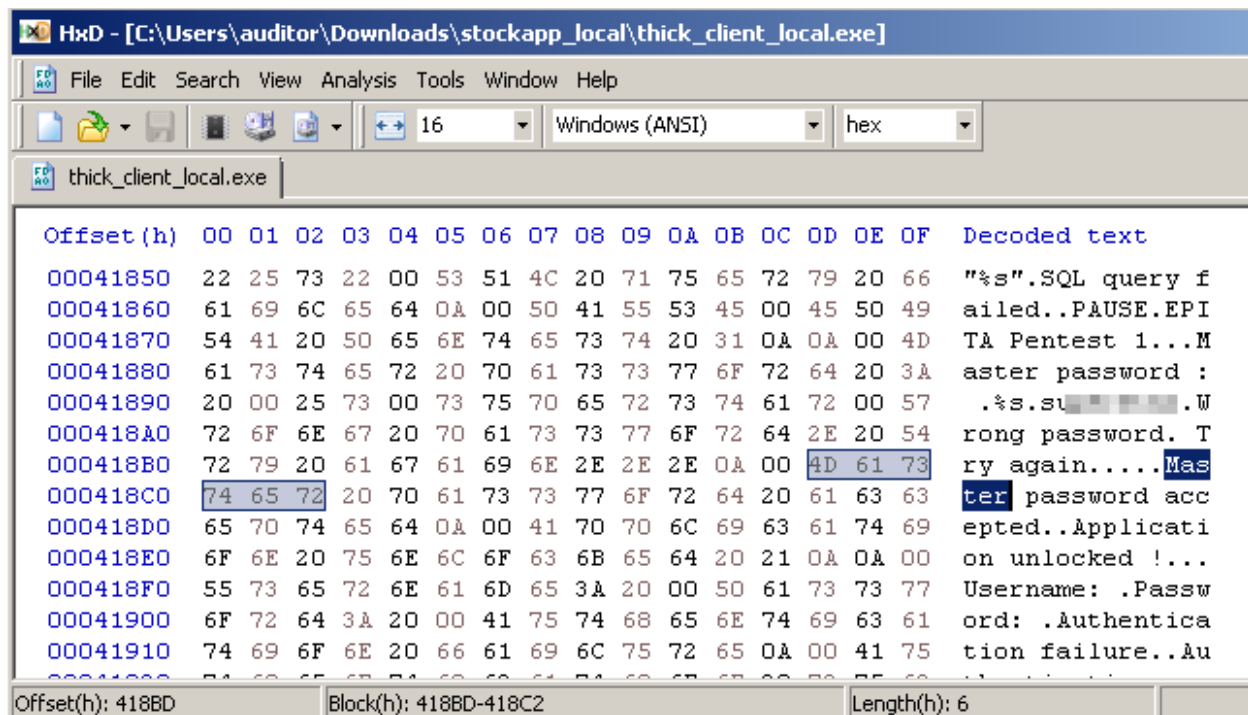 HxD - [C:\Users\auditor\Downloads\stockapp_local\thick_client_local.exe]
File Edit Search View Analysis Tools Window Help
16 Windows (ANSI) hex
thick_client_local.exe
Offset(h) 00 01 02 03 04 05 06 07 08 09 0A 0B 0C 0D 0E 0F Decoded text
00041850 22 25 73 22 00 53 51 4C 20 71 75 65 72 79 20 66 "%s".SQL query f
00041860 61 69 6C 65 64 0A 00 50 41 55 53 45 00 45 50 49 ailed..PAUSE.EPI
00041870 54 41 20 50 65 6E 74 65 73 74 20 31 0A 0A 00 4D TA Pentest 1...M
00041880 61 73 74 65 72 20 70 61 73 73 77 6F 72 64 20 3A aster password :
00041890 20 00 25 73 00 73 75 70 65 72 73 74 61 72 00 57 .%s.su .W
000418A0 72 6F 6E 67 20 70 61 73 73 77 6F 72 64 2E 20 54 rong password. T
000418B0 72 79 20 61 67 61 69 6E 2E 2E 2E 0A 00 4D 61 73 ry again.....Mas
000418C0 74 65 72 20 70 61 73 73 77 6F 72 64 20 61 63 63 ter password acc
000418D0 65 70 74 65 64 0A 00 41 70 70 6C 69 63 61 74 69 epted..Applicati
000418E0 6F 6E 20 75 6E 6C 6F 63 6B 65 64 20 21 0A 0A 00 on unlocked !...
000418F0 55 73 65 72 6E 61 6D 65 3A 20 00 50 61 73 73 77 Username: .Passw
00041900 6F 72 64 3A 20 00 41 75 74 68 65 6E 74 69 63 61 ord: .Authentica
00041910 74 69 6F 6E 20 66 61 69 6C 75 72 65 0A 00 41 75 tion failure..Au
Offset(h): 418BD Block(h): 418BD-418C2 Length(h): 6